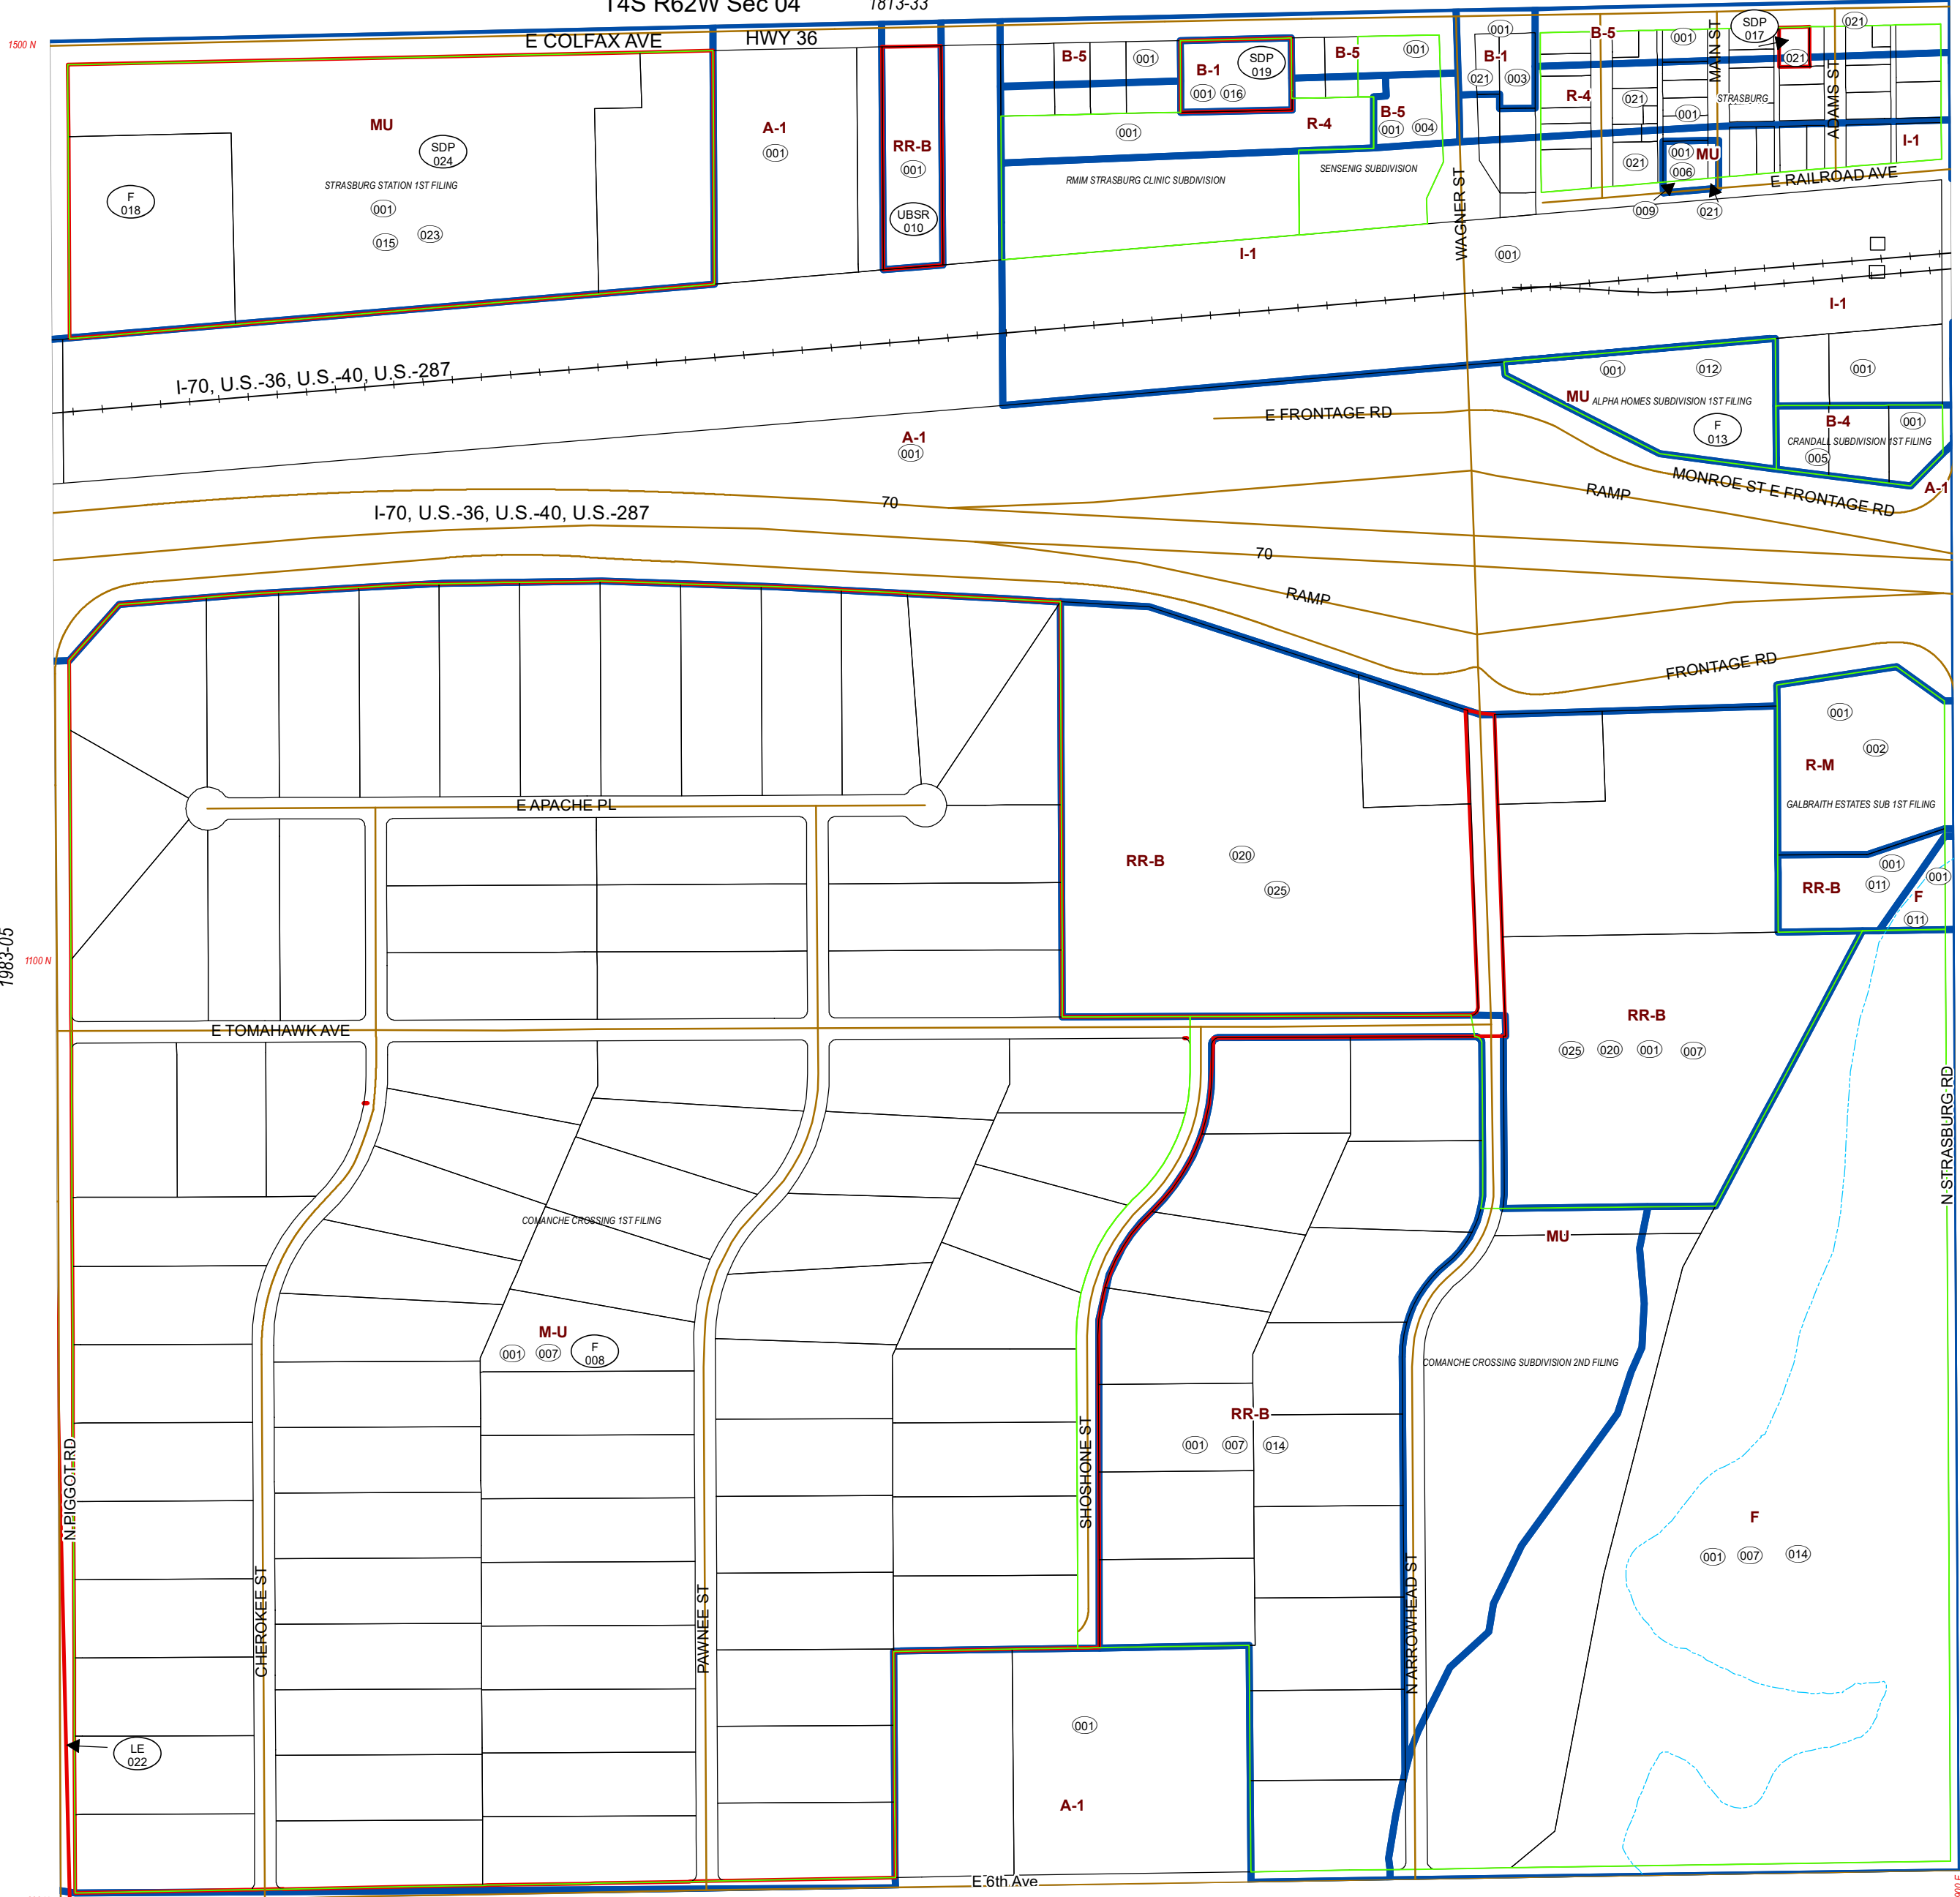 T4S R62W Sec 04
1813-33
1500 N
E COLFAX AVE
HWY 36
B-5
001
B-1
SDP
019
001
016
B-5
001
001
B-1
021
003
B-5
001
MAIN ST
SDP
017
021
021
ADAMS ST
MU
SDP
024
A-1
001
RR-B
001
001
R-4
B-5
001
004
R-4
021
001
STRASBURG
I-1
F
018
STRASBURG STATION 1ST FILING
001
015
023
UBSR
010
RMIM STRASBURG CLINIC SUBDIVISION
SENSENIG SUBDIVISION
WAGNER ST
021
001
MU
006
E RAILROAD AVE
009
021
I-1
001
I-1
I-70, U.S.-36, U.S.-40, U.S.-287
001
012
001
MU
ALPHA HOMES SUBDIVISION 1ST FILING
E FRONTAGE RD
F
013
B-4
001
CRANDALL SUBDIVISION 1ST FILING
005
A-1
001
MONROE ST E FRONTAGE RD
RAMP
A-1
70
I-70, U.S.-36, U.S.-40, U.S.-287
70
RAMP
FRONTAGE RD
001
002
R-M
GALBRAITH ESTATES SUB 1ST FILING
E APACHE PL
RR-B
020
025
001
RR-B
011
001
F
011
1983-05
1100 N
E TOMAHAWK AVE
RR-B
025
020
001
007
N STRASBURG RD
COMANCHE CROSSING 1ST FILING
MU
M-U
001
007
F
008
COMANCHE CROSSING SUBDIVISION 2ND FILING
RR-B
001
007
014
N PIGGOT RD
SHOSHONE ST
F
001
007
014
CHEROKEE ST
PAWNEE ST
N ARROWHEAD ST
LE
022
001
A-1
E 6th Ave